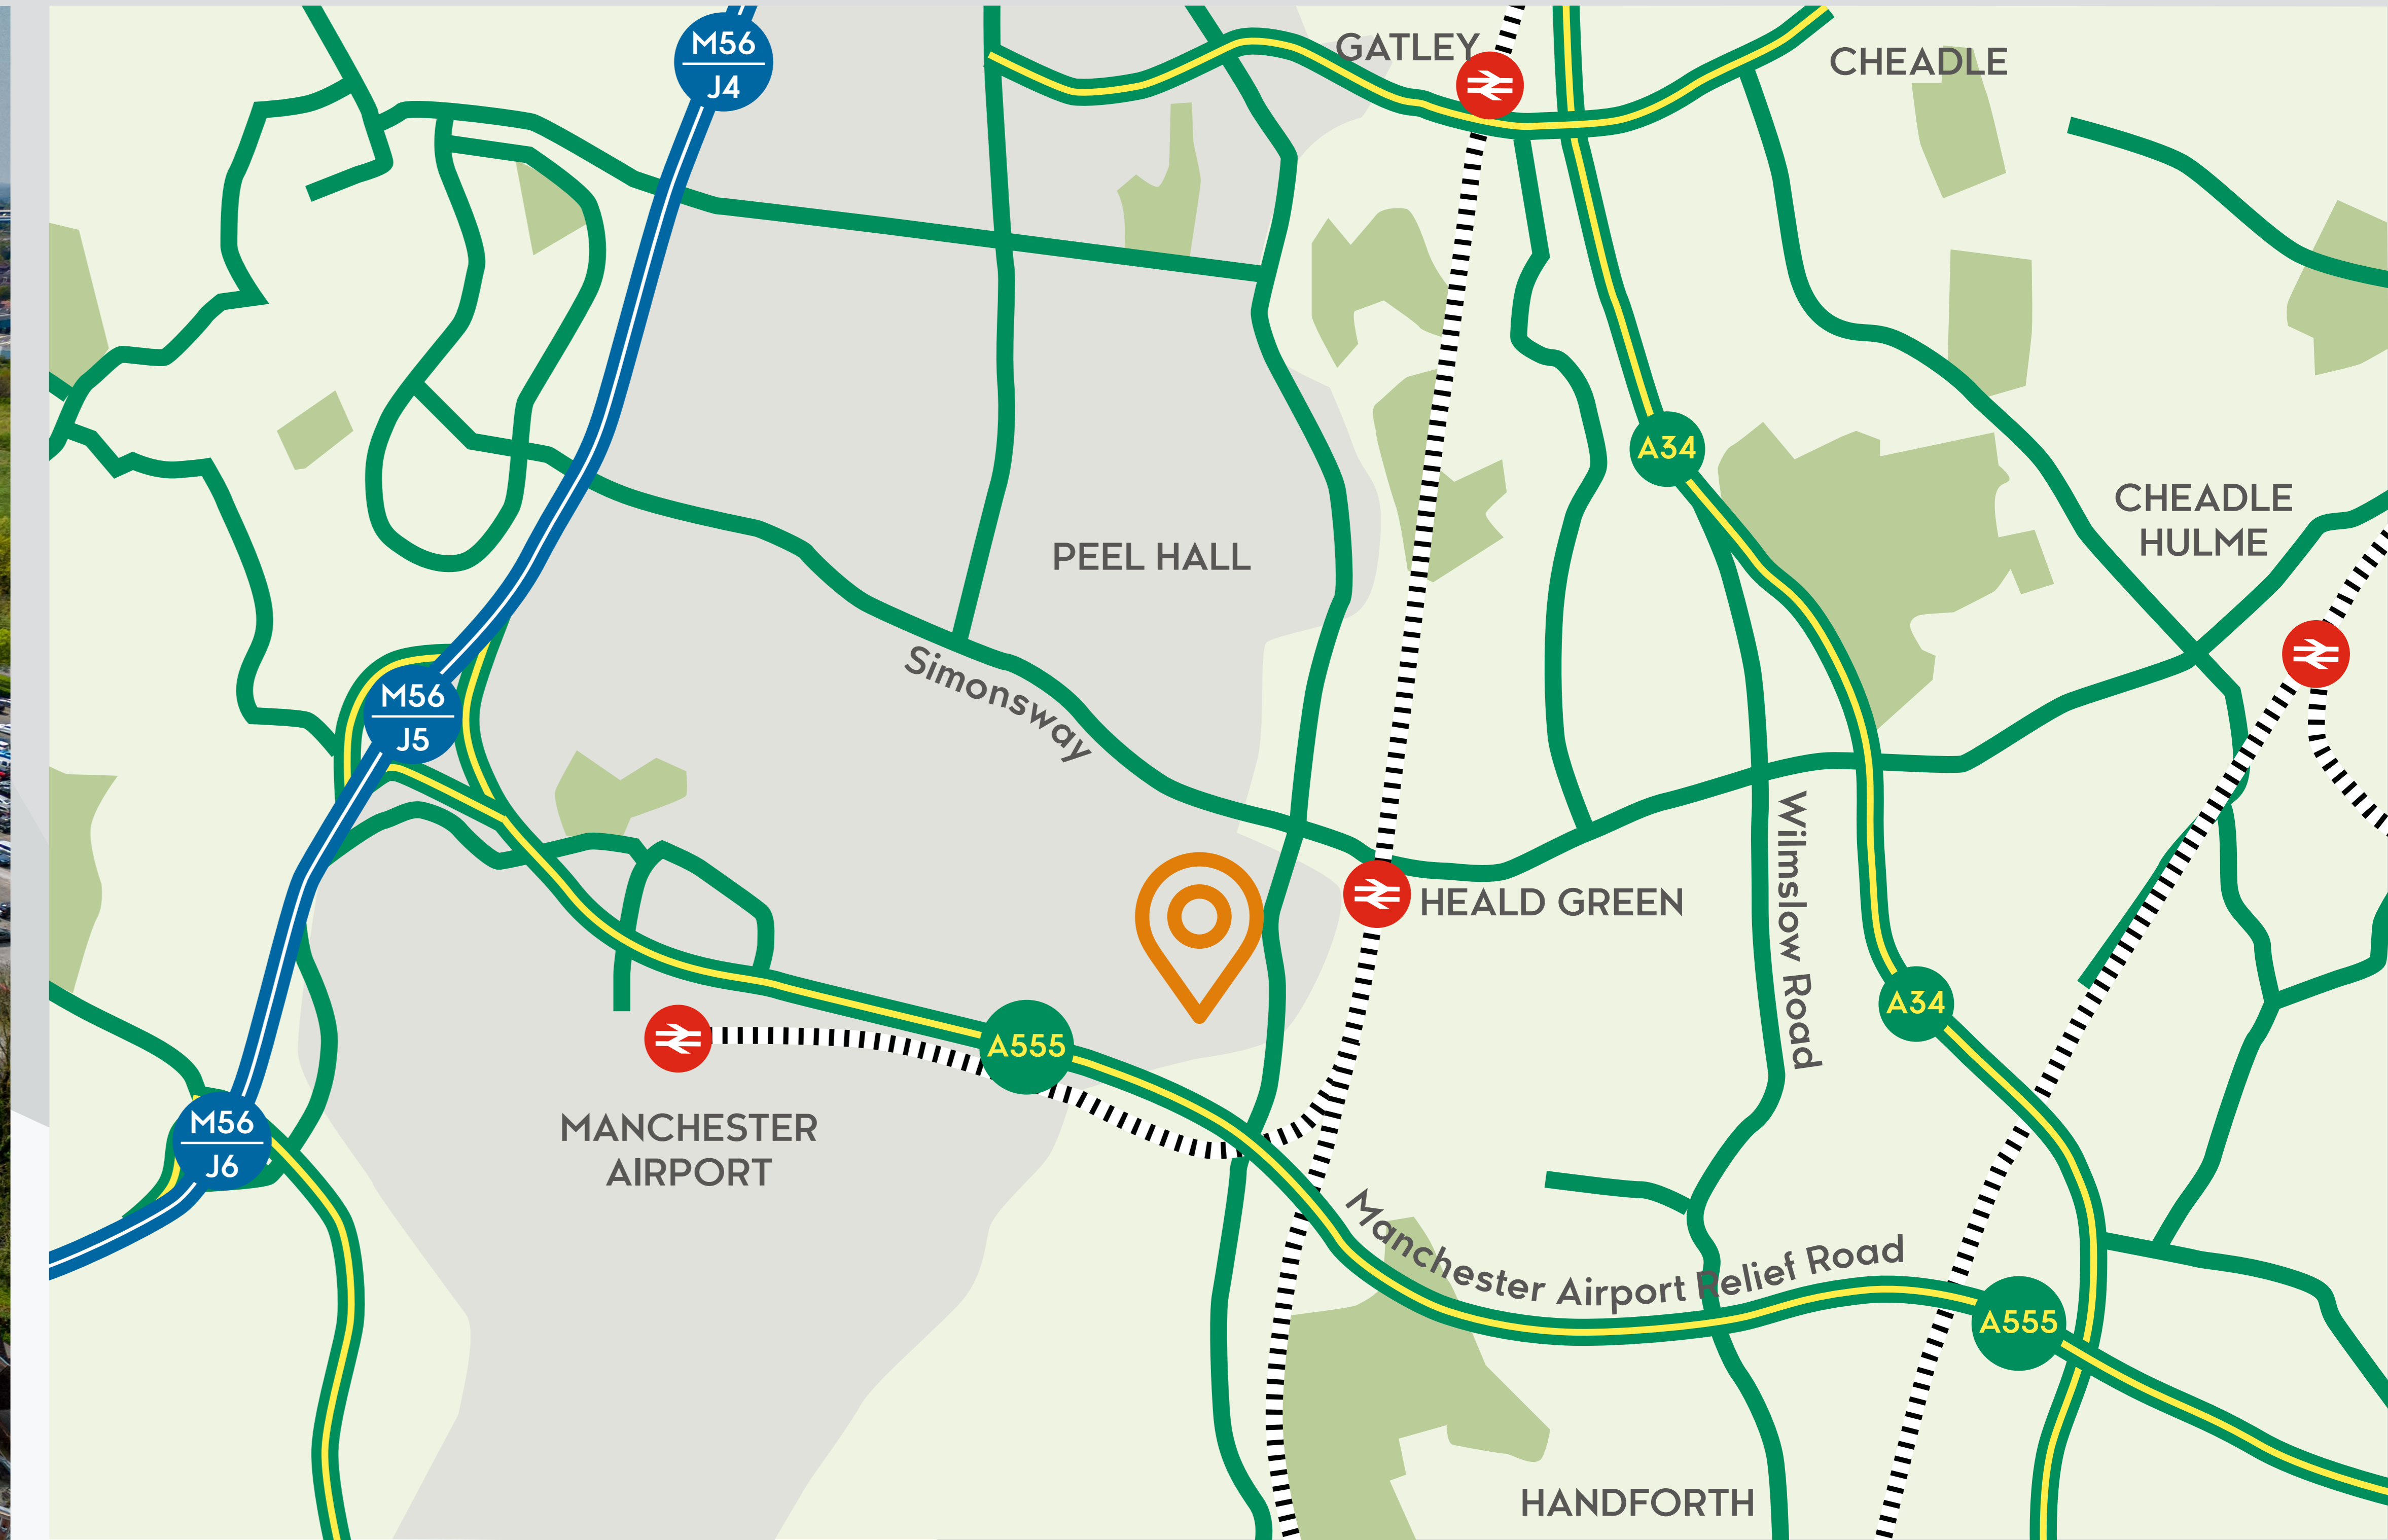 M56
J4
GATLEY
CHEADLE
A34
CHEADLE
HULME
PEEL HALL
Simonsway
M56
J5
Wilmslow Road
HEALD GREEN
A34
A555
MANCHESTER
AIRPORT
M56
J6
Manchester Airport Relief Road
A555
HANDFORTH